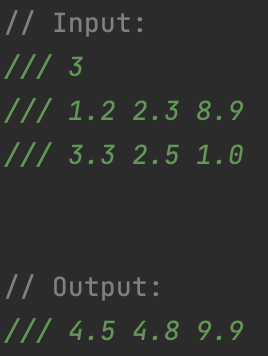 // Input:
/// 3
/// 1.2 2.3 8.9
/// 3.3 2.5 1.0
// Output:
/// 4.5 4.8 9.9